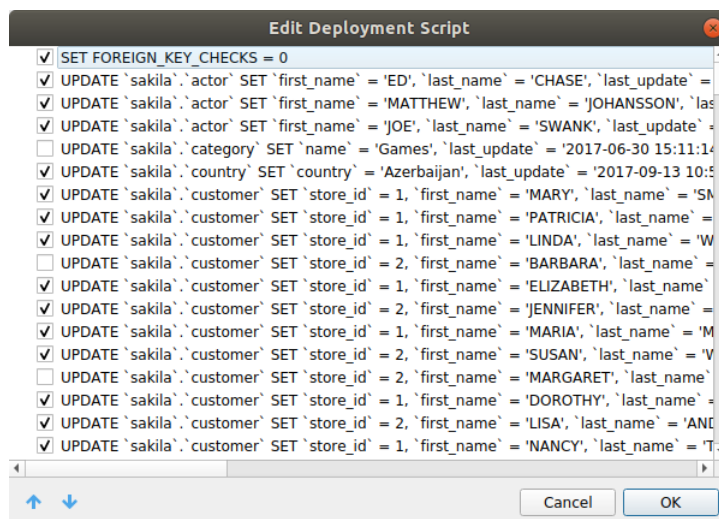 Edit Deployment Script
SET FOREIGN_KEY_CHECKS = 0
UPDATE `sakila`.`actor` SET `first_name` = 'ED', `last_name` = 'CHASE', `last_update` =
UPDATE `sakila`.`actor` SET `first_name` = 'MATTHEW', `last_name` = 'JOHANSSON', `las
UPDATE `sakila`.`actor` SET `first_name` = 'JOE', `last_name` = 'SWANK', `last_update` =
UPDATE `sakila`.`category` SET `name` = 'Games', `last_update` = '2017-06-30 15:11:14
UPDATE `sakila`.`country` SET `country` = 'Azerbaijan', `last_update` = '2017-09-13 10:5
UPDATE `sakila`.`customer` SET `store_id` = 1, `first_name` = 'MARY', `last_name` = 'SM
UPDATE `sakila`.`customer` SET `store_id` = 1, `first_name` = 'PATRICIA', `last_name` =
UPDATE `sakila`.`customer` SET `store_id` = 1, `first_name` = 'LINDA', `last_name` = 'W
UPDATE `sakila`.`customer` SET `store_id` = 2, `first_name` = 'BARBARA', `last_name` =
UPDATE `sakila`.`customer` SET `store_id` = 1, `first_name` = 'ELIZABETH', `last_name`
UPDATE `sakila`.`customer` SET `store_id` = 2, `first_name` = 'JENNIFER', `last_name` =
UPDATE `sakila`.`customer` SET `store_id` = 1, `first_name` = 'MARIA', `last_name` = 'M
UPDATE `sakila`.`customer` SET `store_id` = 2, `first_name` = 'SUSAN', `last_name` = 'W
UPDATE `sakila`.`customer` SET `store_id` = 2, `first_name` = 'MARGARET', `last_name`
UPDATE `sakila`.`customer` SET `store_id` = 1, `first_name` = 'DOROTHY', `last_name` =
UPDATE `sakila`.`customer` SET `store_id` = 2, `first_name` = 'LISA', `last_name` = 'AND
UPDATE `sakila`.`customer` SET `store_id` = 1, `first_name` = 'NANCY', `last_name` = 'T
Cancel
OK